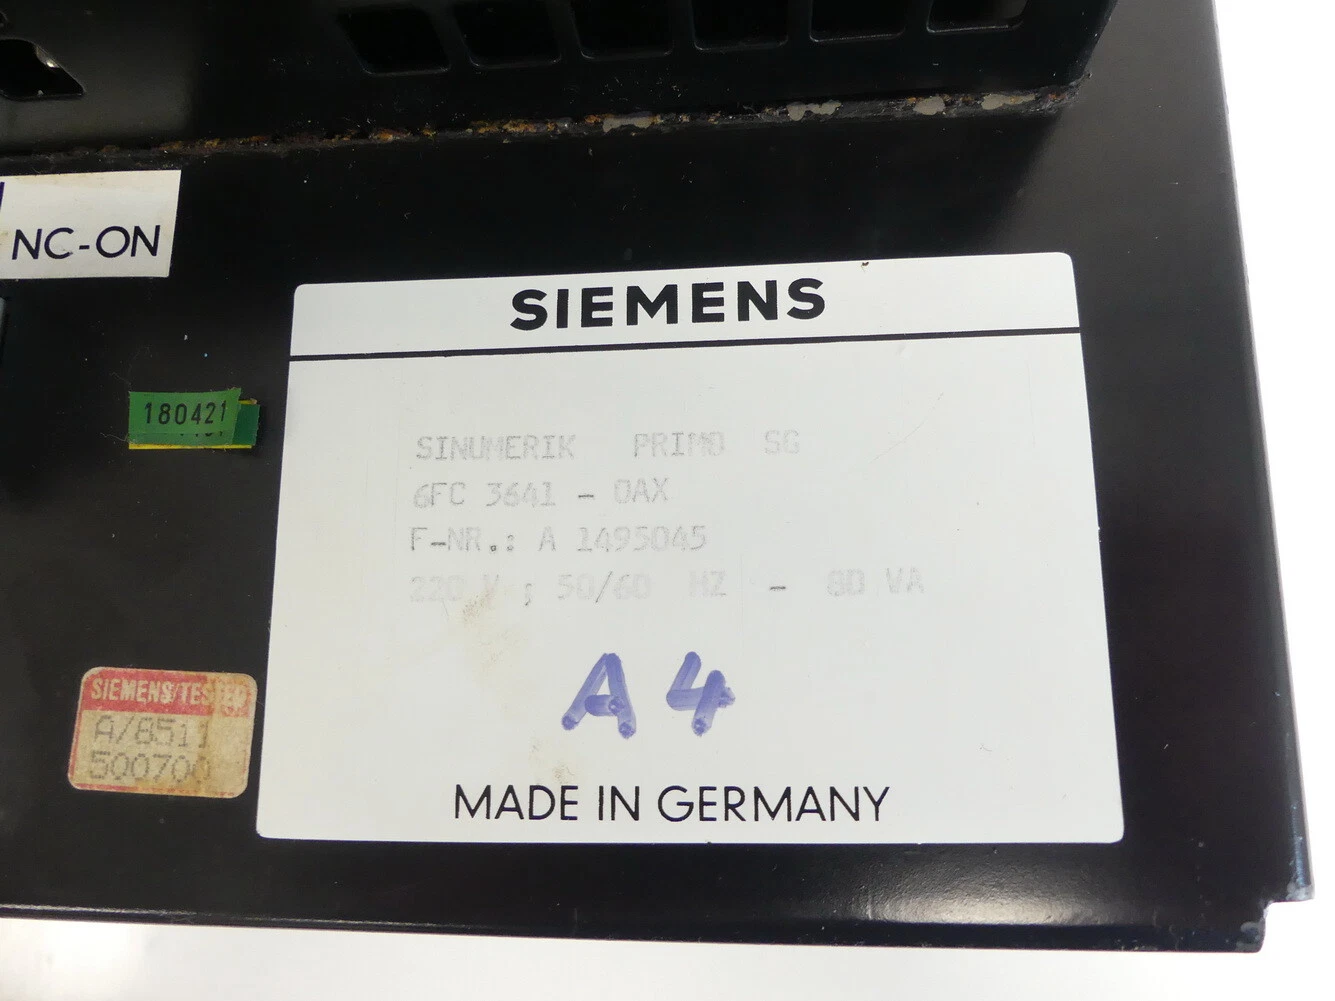 NC-ON
SIEMENS
180421
SINUMERIK PRIMO SG
6FC 3641 - 0AX
F-NR.: A 1495045
220 V ; 50/60 HZ - 80 VA
A4
SIEMENS/TESTER
A/8511
500700
MADE IN GERMANY